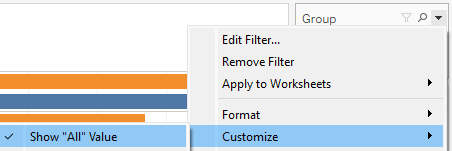 Group
Edit Filter...
Remove Filter
Apply to Worksheets
Format
Customize
Show "All" Value